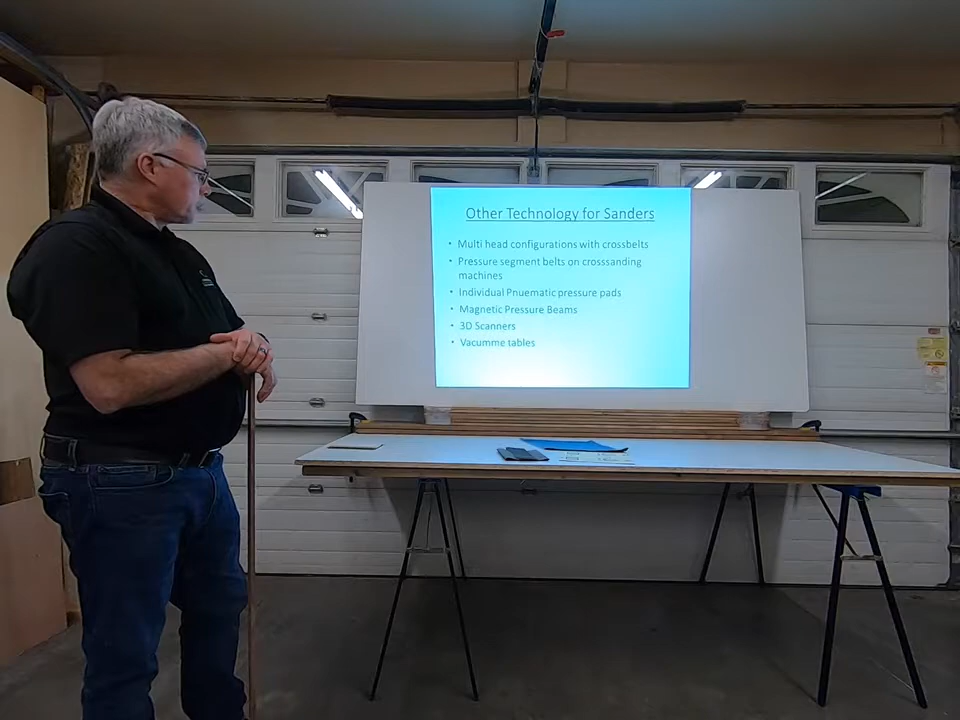 Other Technology for Sanders
• Multi head configurations with crossbelts
• Pressure segment belts on crosssanding
machines
• Individual Pnuematic pressure pads
• Magnetic Pressure Beams
• 3D Scanners
• Vacumme tables